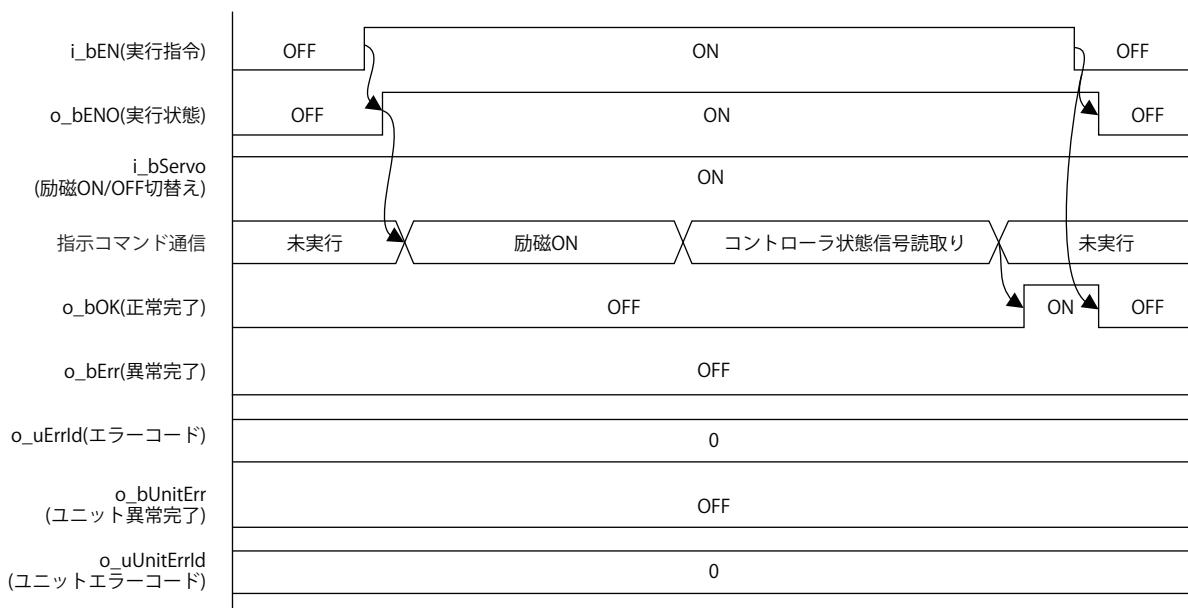 i_bEN(実行指令)
OFF
ON
OFF
o_bENO(実行状態)
OFF
ON
OFF
i_bServo
(励磁ON/OFF切替え)
ON
指示コマンド通信
未実行
励磁ON
コントローラ状態信号読取り
未実行
o_bOK(正常完了)
OFF
ON
OFF
o_bErr(異常完了)
OFF
o_uErrId(エラーコード)
0
o_bUnitErr
(ユニット異常完了)
OFF
o_uUnitErrId
(ユニットエラーコード)
0